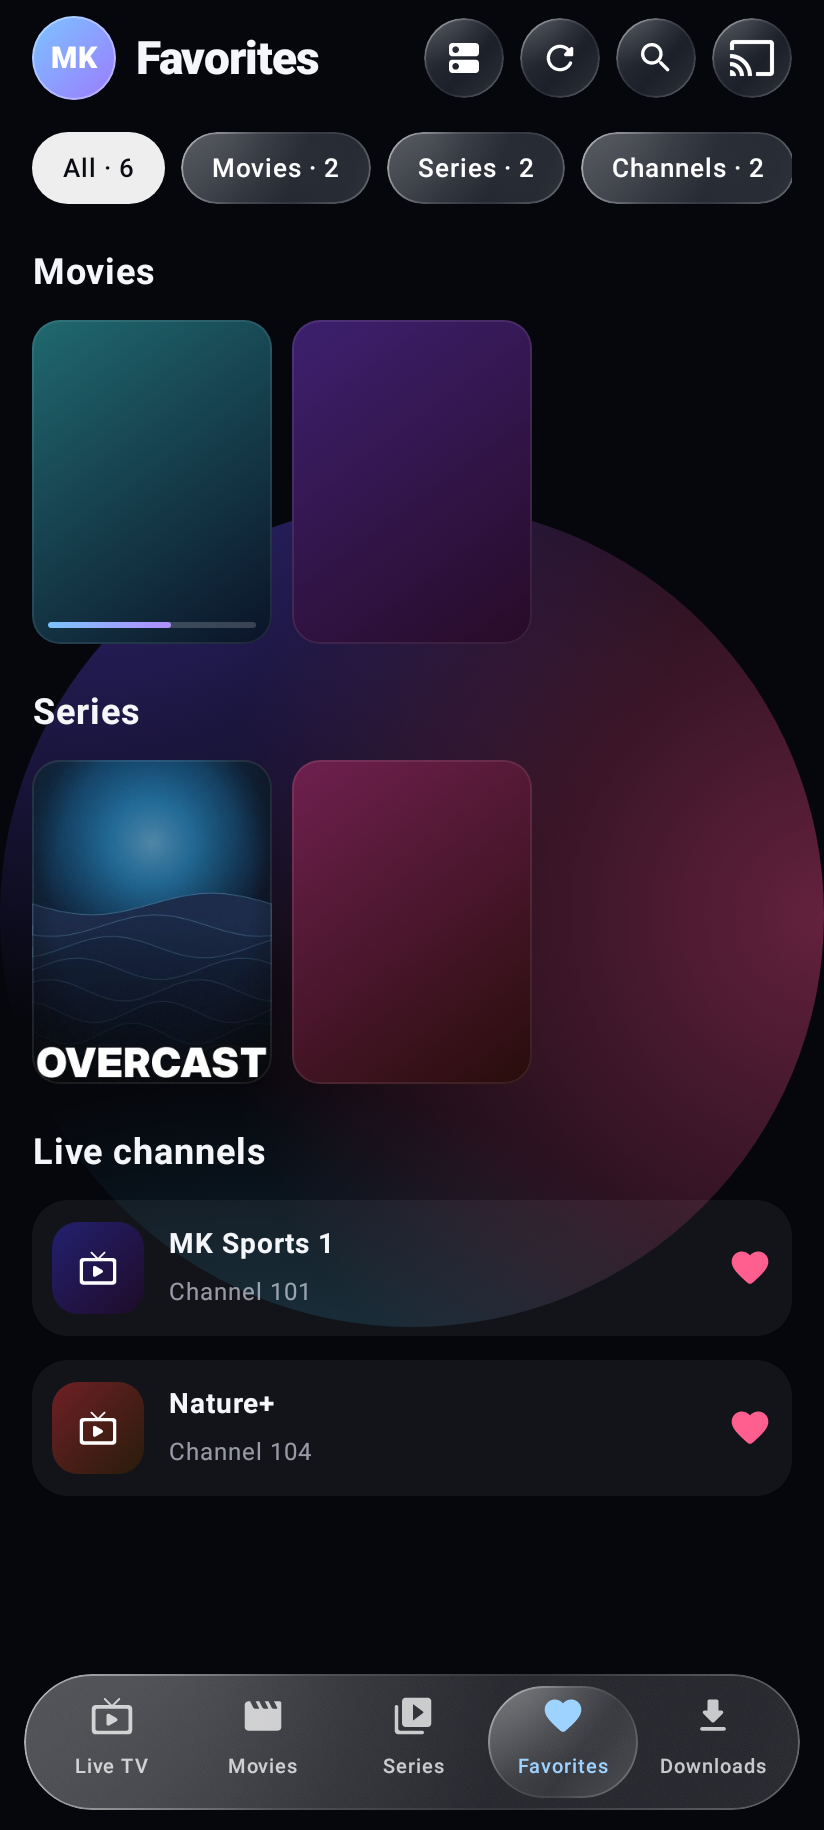 MK
Favorites
All · 6
Movies · 2
Series · 2
Channels · 2
Movies
Series
OVERCAST
Live channels
MK Sports 1
Channel 101
Nature+
Channel 104
Live TV
Movies
Series
Favorites
Downloads